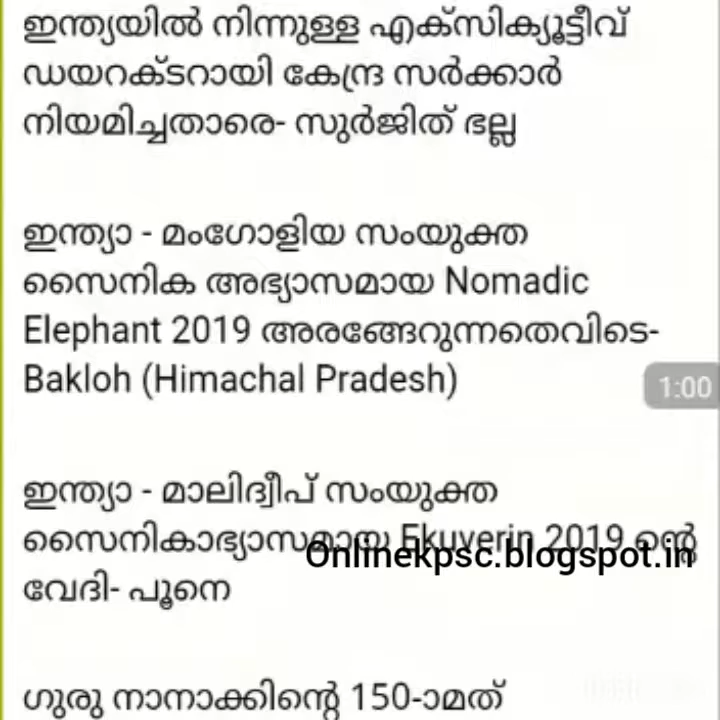 ഇന്ത്യയിൽ നിന്നുള്ള എക്സിക്യൂട്ടീവ്
ഡയറക്ടറായി കേന്ദ്ര സർക്കാർ
നിയമിച്ചതാരെ- സുർജിത് ഭല്ല
ഇന്ത്യാ - മംഗോളിയ സംയുക്ത
സൈനിക അഭ്യാസമായ Nomadic
Elephant 2019 അരങ്ങേറുന്നതെവിടെ-
Bakloh (Himachal Pradesh)
1:00
ഇന്ത്യാ - മാലിദ്വീപ് സംയുക്ത
സൈനികാഭ്യാസമായ Ekuverin 2019 ന്റെ
Onlinekpsc.blogspot.in
വേദി- പൂനെ
ഗുരു നാനാക്കിന്റെ 150-ാമത്